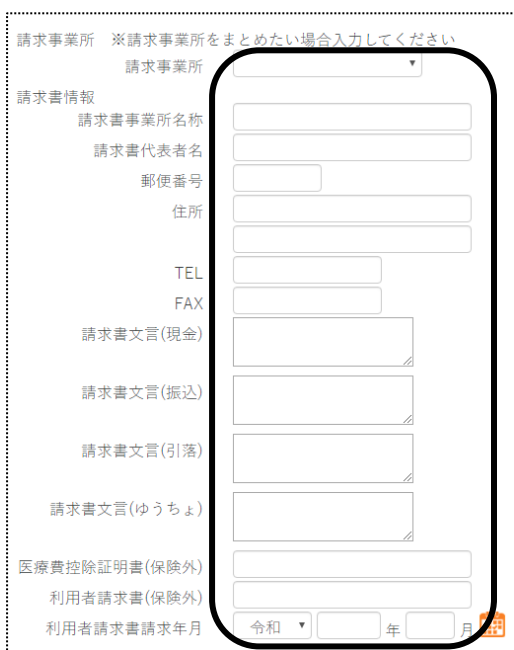 請求事業所　※請求事業所をまとめたい場合入力してください
請求事業所
請求書情報
請求書事業所名称
請求書代表者名
郵便番号
住所
TEL
FAX
請求書文言(現金)
請求書文言(振込)
請求書文言(引落)
請求書文言(ゆうちょ)
医療費控除証明書(保険外)
利用者請求書(保険外)
利用者請求書請求年月 令和 年 月